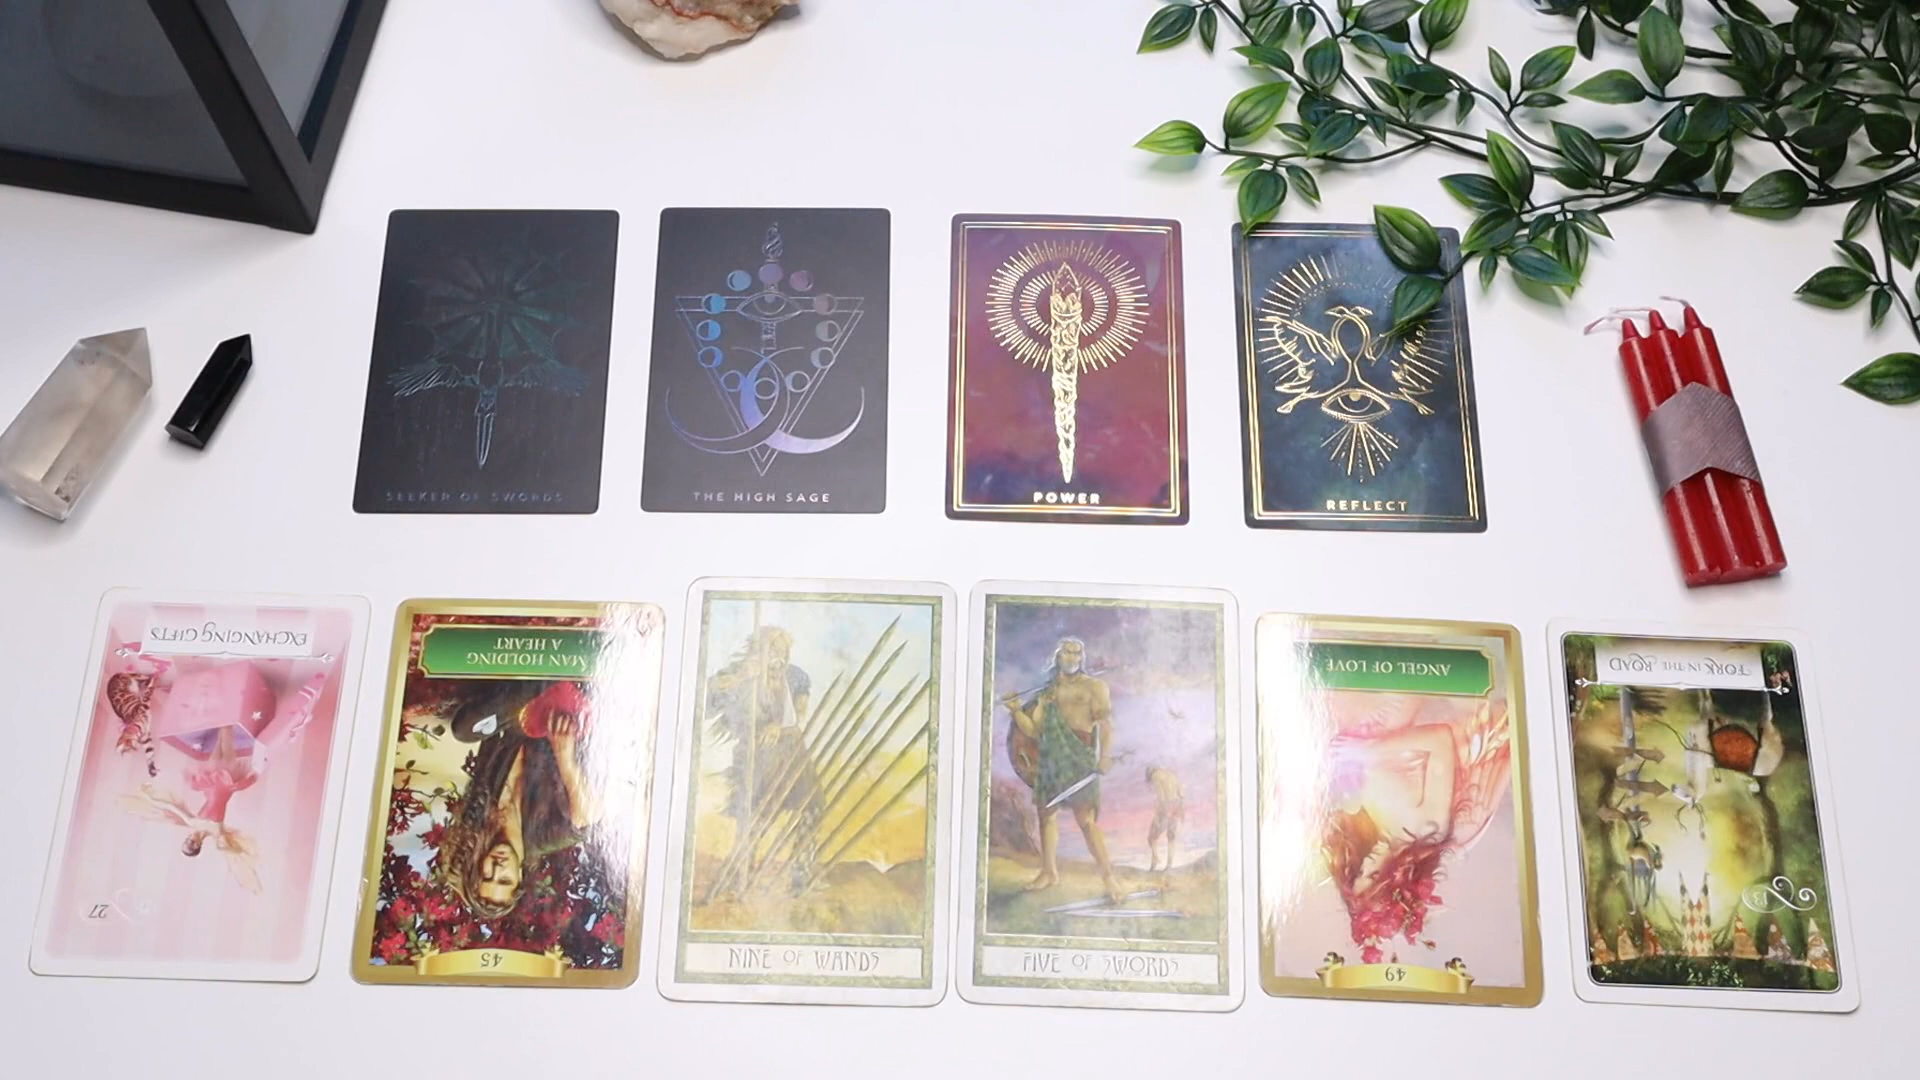 SEEKER OF SWORDS
THE HIGH SAGE
POWER
REFLECT
EXCHANGING GIFTS
27
MAN HOLDING
A HEART
45
NINE OF WANDS
FIVE OF SWORDS
ANGEL OF LOVE
49
FORK IN THE ROAD
13